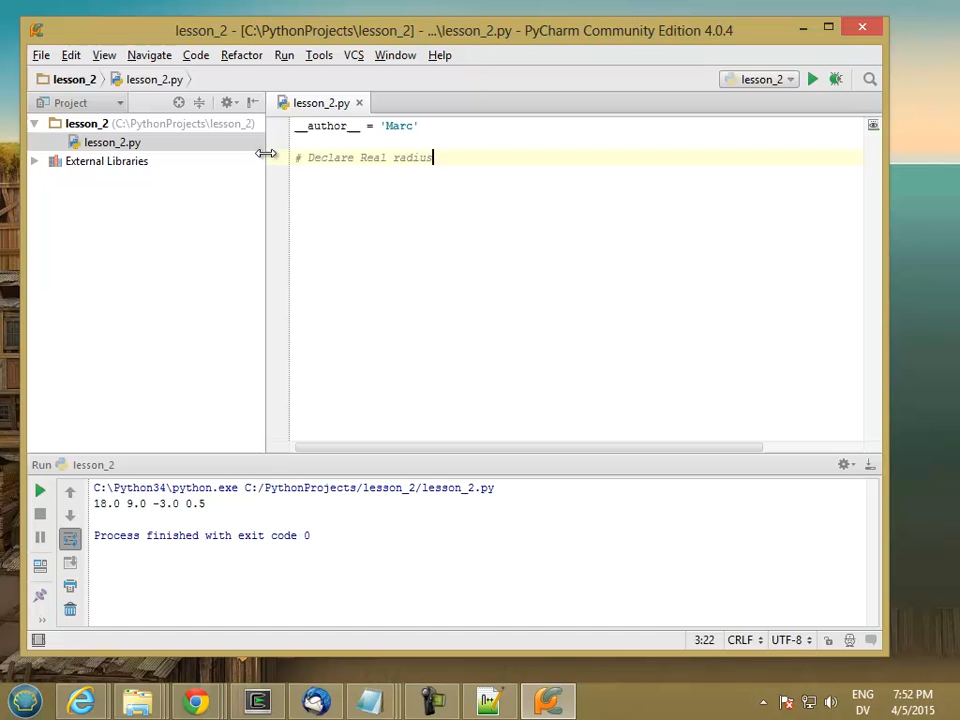 lesson_2 - [C:\PythonProjects\lesson_2] - ...\lesson_2.py - PyCharm Community Edition 4.0.4
File Edit View Navigate Code Refactor Run Tools VCS Window Help
lesson_2 lesson_2.py lesson_2
Project lesson_2.py
lesson_2 (C:\PythonProjects\lesson_2)
lesson_2.py
External Libraries
__author__ = 'Marc'
# Declare Real radius
Run lesson_2
C:\Python34\python.exe C:/PythonProjects/lesson_2/lesson_2.py
18.0 9.0 -3.0 0.5
Process finished with exit code 0
3:22 CRLF UTF-8
ENG 7:52 PM
DV 4/5/2015